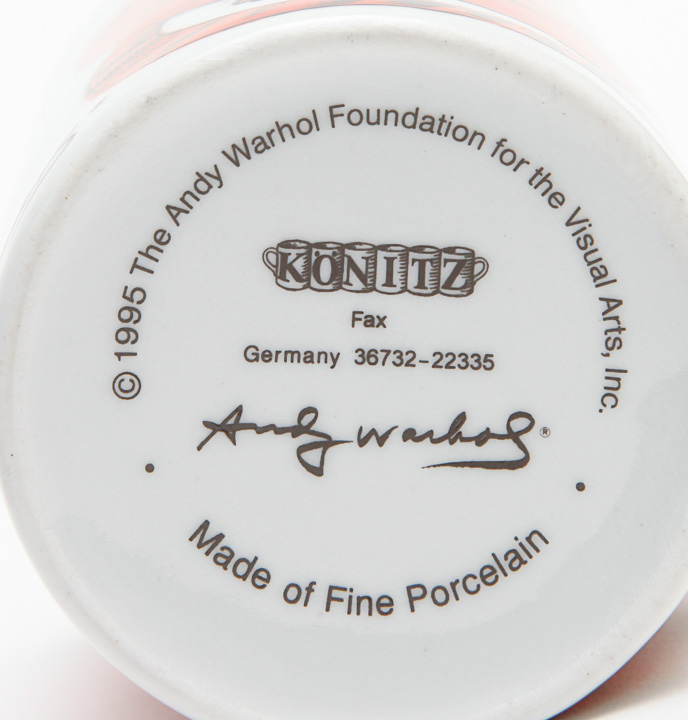 © 1995 The Andy Warhol Foundation for the Visual Arts, Inc.
KÖNITZ
Fax
Germany 36732-22335
Andy Warhol ®
• Made of Fine Porcelain •